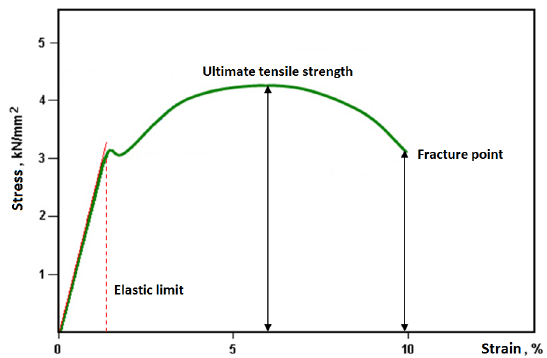 5
Ultimate tensile strength
4
Fracture point
3
Stress , kN/mm2
2
Elastic limit
1
0
5
10
Strain , %